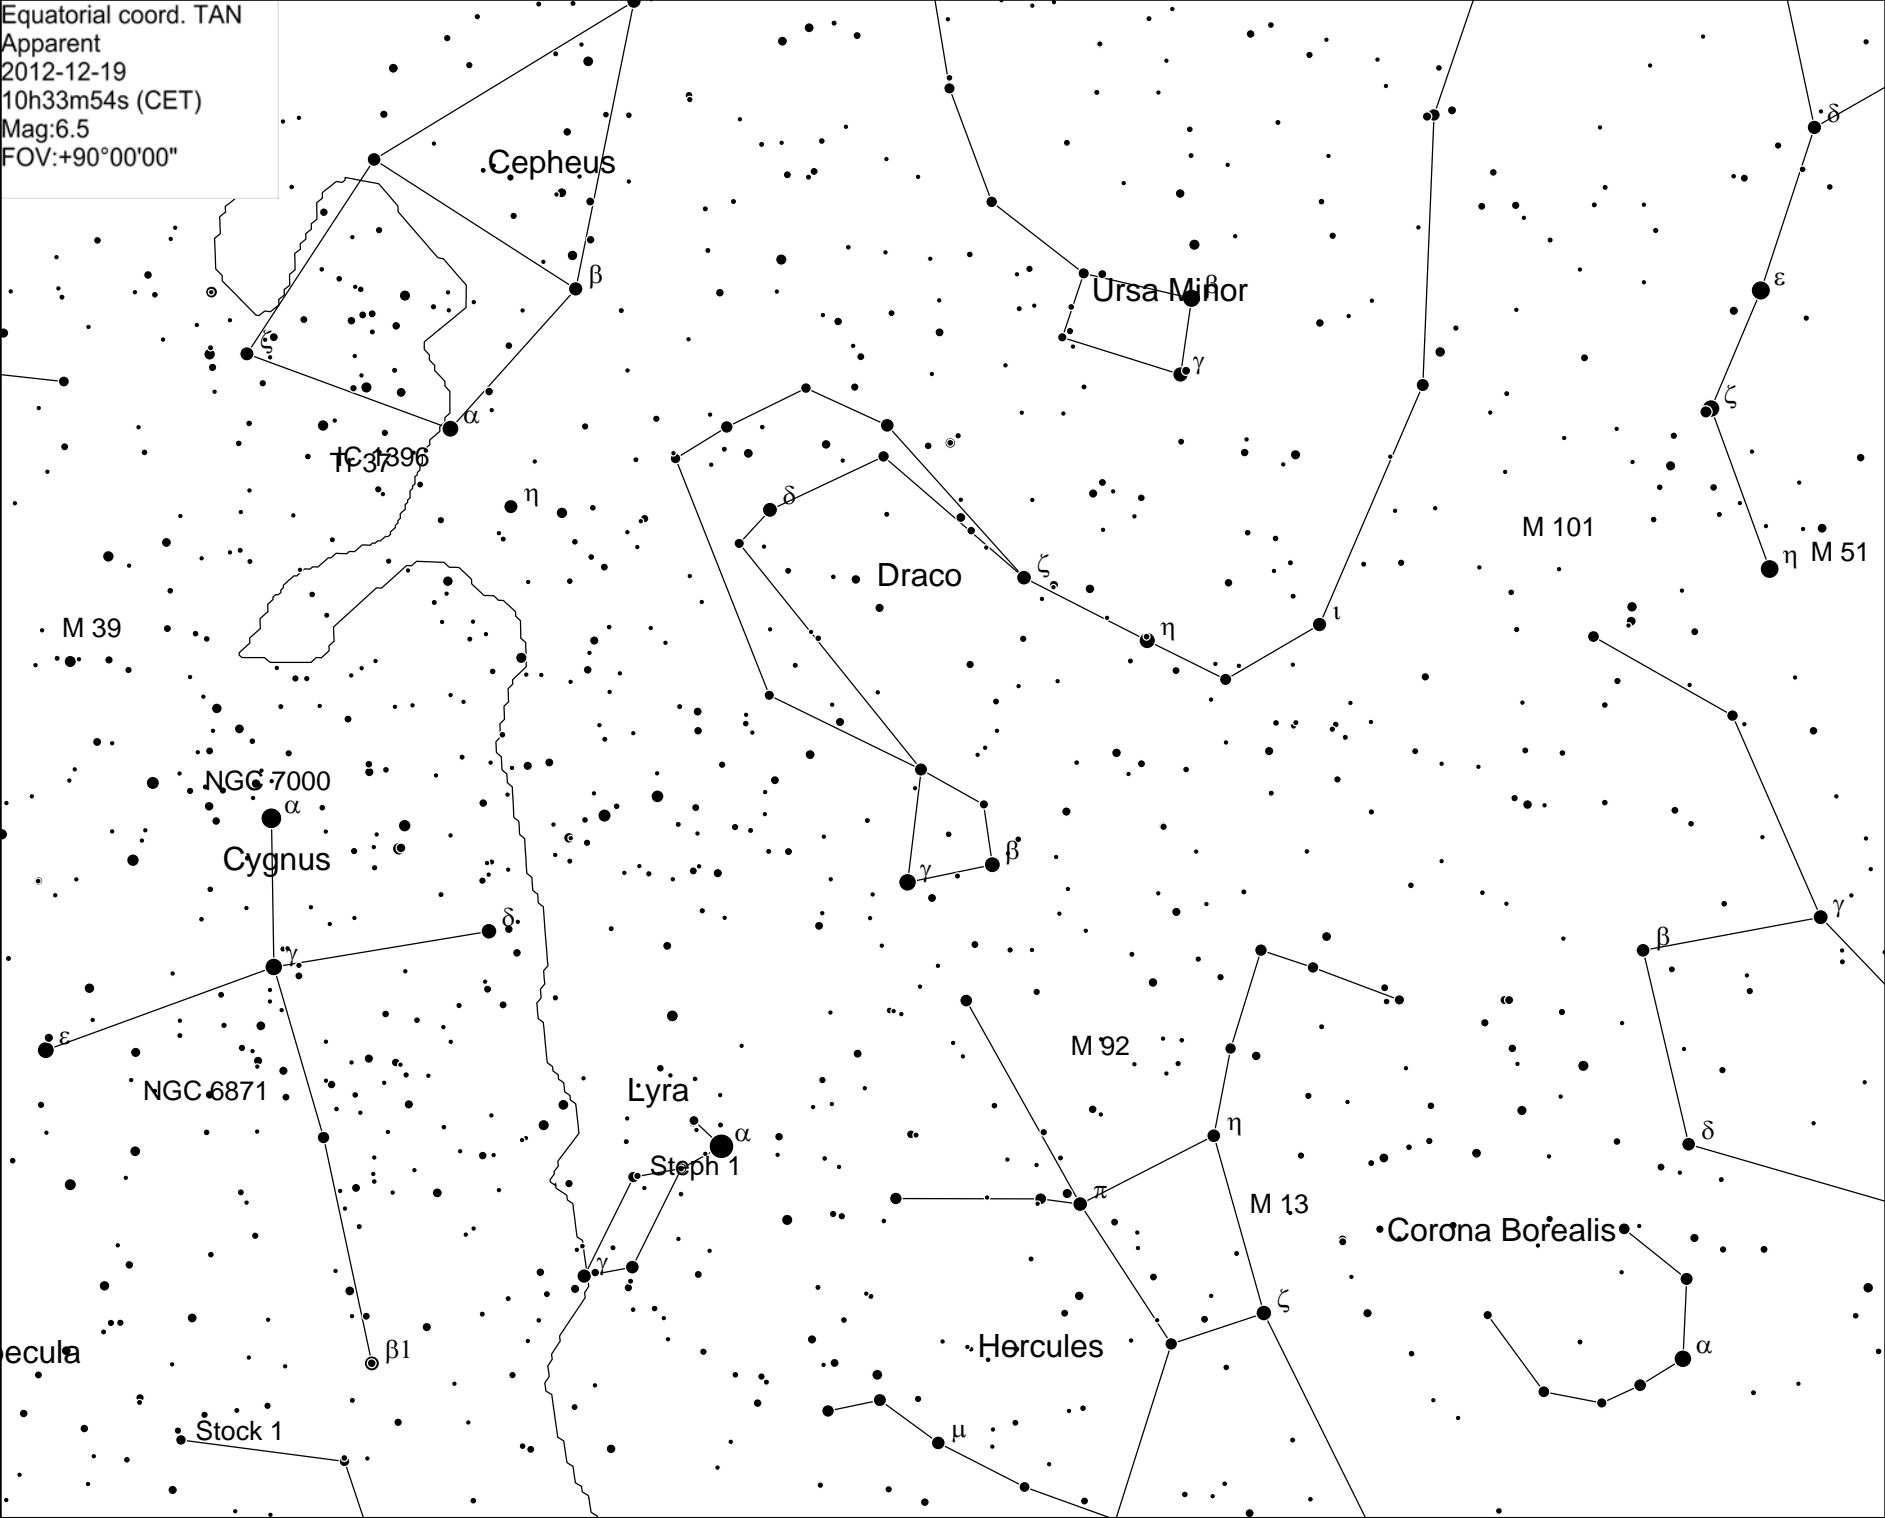 Equatorial coord. TAN
Apparent
2012-12-19
10h33m54s (CET)
Mag:6.5
FOV:+90°00'00"
δ
Cepheus
β
Ursa Minor
β
ε
ζ
γ
ζ
α
IC 1396
Tr 37
η
δ
M 101
η
M 51
ζ
Draco
ι
M 39
η
NGC 7000
α
Cygnus
β
γ
γ
δ
β
γ
ε
M 92
NGC 6871
Lyra
α
η
δ
Steph 1
π
M 13
Corona Borealis
γ
ζ
β1
Hercules
α
ecula
Stock 1
μ